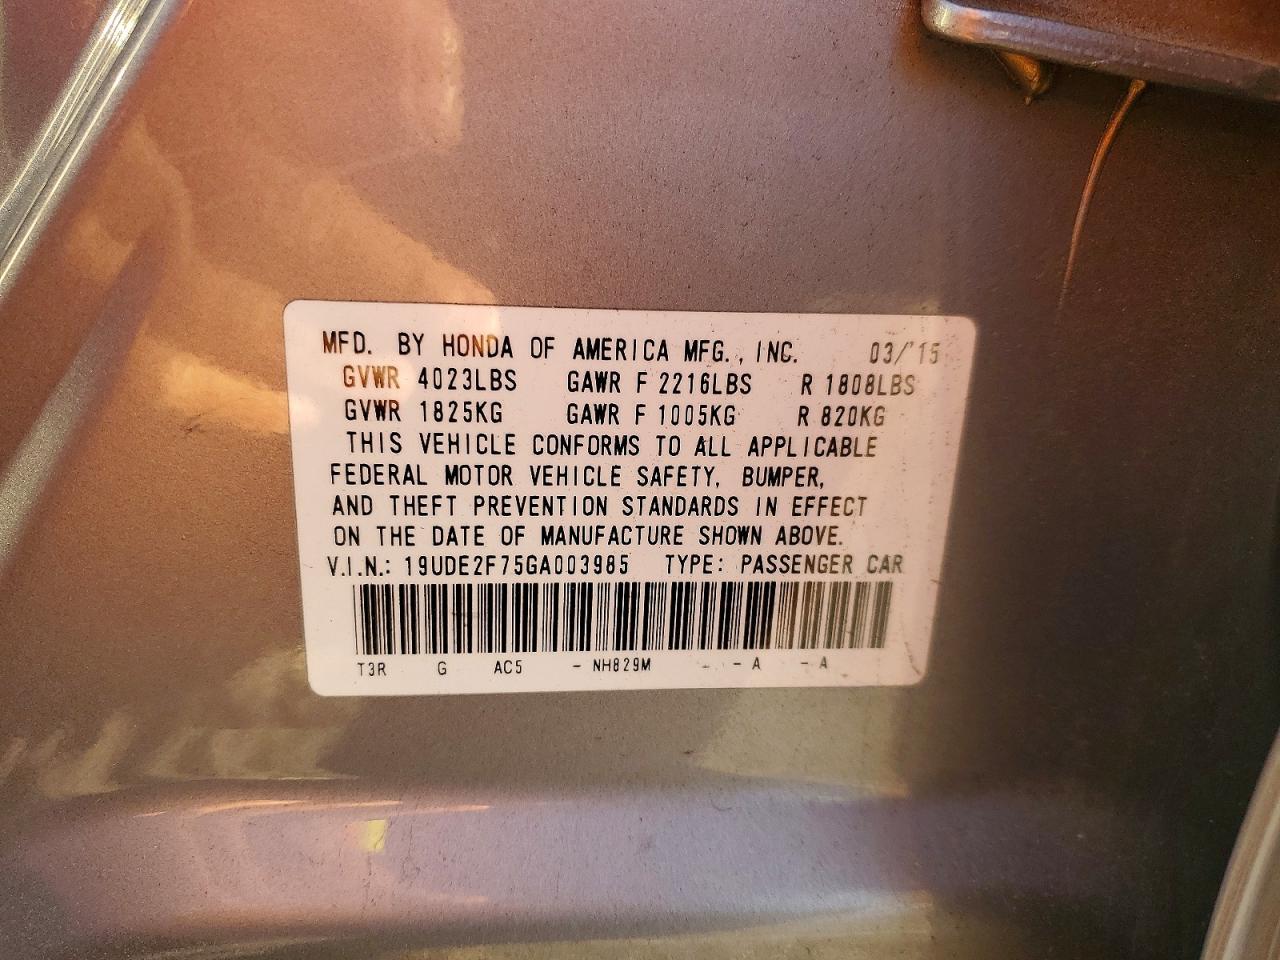 MFD. BY HONDA OF AMERICA MFG., INC. 03/'15
GVWR 4023LBS GAWR F 2216LBS R 1808LBS
GVWR 1825KG GAWR F 1005KG R 820KG
THIS VEHICLE CONFORMS TO ALL APPLICABLE
FEDERAL MOTOR VEHICLE SAFETY, BUMPER,
AND THEFT PREVENTION STANDARDS IN EFFECT
ON THE DATE OF MANUFACTURE SHOWN ABOVE.
V.I.N.: 19UDE2F75GA003985 TYPE: PASSENGER CAR
T3R G AC5 - NH829M - - A - A